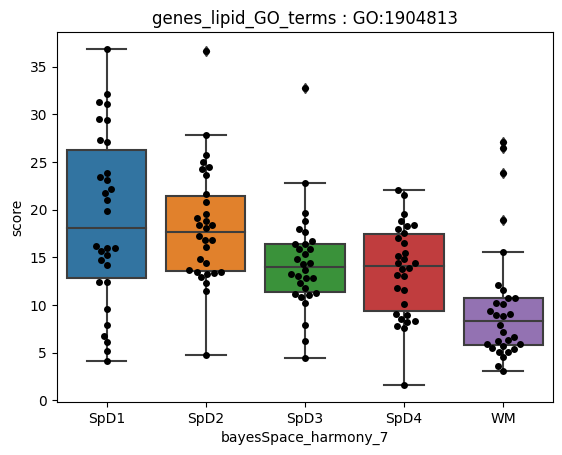 genes_lipid_GO_terms : GO:1904813
35
30
25
20
15
10
5
0
score
SpD1 SpD2 SpD3 SpD4 WM
bayesSpace_harmony_7